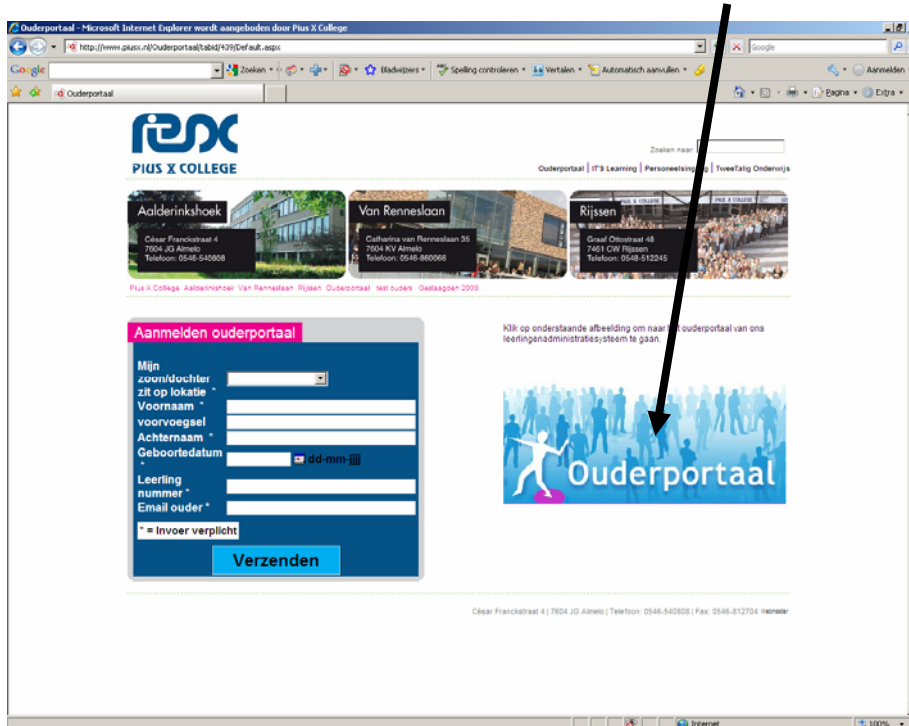 Ouderportaal - Microsoft Internet Explorer wordt aangeboden door Pius X College
http://www.piusx.nl/Ouderportaal/tabid/439/Default.aspx
Google
Google
Zoeken
Bladwijzers
Spelling controleren
Vertalen
Automatisch aanvullen
Aanmelden
Ouderportaal
Pagina
Extra
PIUS X COLLEGE
Zoeken naar
Ouderportaal | IT'S Learning | | TweeTalig Onderwijs
Aalderinkshoek
César Franckstraat 4
7604 JG Almelo
Telefoon: 0546-540808
Van Renneslaan
Catharina van Renneslaan 35
7604 KV Almelo
Telefoon: 0546-860066
Rijssen
Graaf Ottostraat 48
7461 CW Rijssen
Telefoon: 0548-512245
Pius X College Aalderinkshoek Van Renneslaan Rijssen Ouderportaal test ouders Geslaagden 2009
Aanmelden ouderportaal
Mijn
zoon/dochter
zit op lokatie *
Voornaam *
voorvoegsel
Achternaam *
Geboortedatum
*
dd-mm-jjjj
Leerling
nummer *
Email ouder *
* = Invoer verplicht
Verzenden
Klik op onderstaande afbeelding om naar het ouderportaal van ons
leerlingenadministratiesysteem te gaan.
Ouderportaal
César Franckstraat 4 | 7604 JG Almelo | Telefoon: 0546-540808 | Fax: 0546-812704
Internet
100%